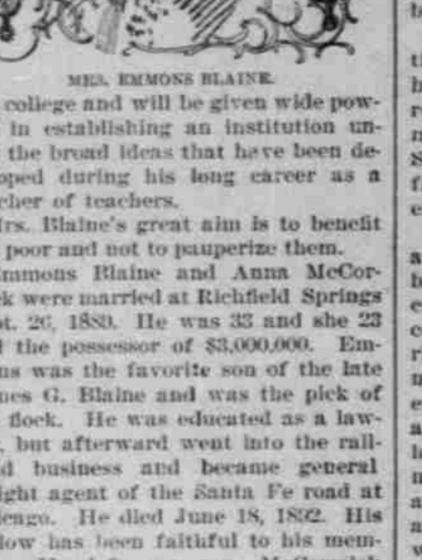 MRS. EMMONS BLAINE.
college and will be given wide pow-
in establishing an institution un-
the broad ideas that have been de-
oped during his long career as a
cher of teachers.
rs. Blaine's great aim is to benefit
poor and not to pauperize them.
mmons Blaine and Anna McCor-
k were married at Richfield Springs
t. 26, 1889. He was 33 and she 23
the possessor of $3,000,000. Em-
ns was the favorite son of the late
nes G. Blaine and was the pick of
flock. He was educated as a law-
, but afterward went into the rail-
d business and became general
ight agent of the Santa Fe road at
cago. He died June 18, 1892. His
low has been faithful to his mem-